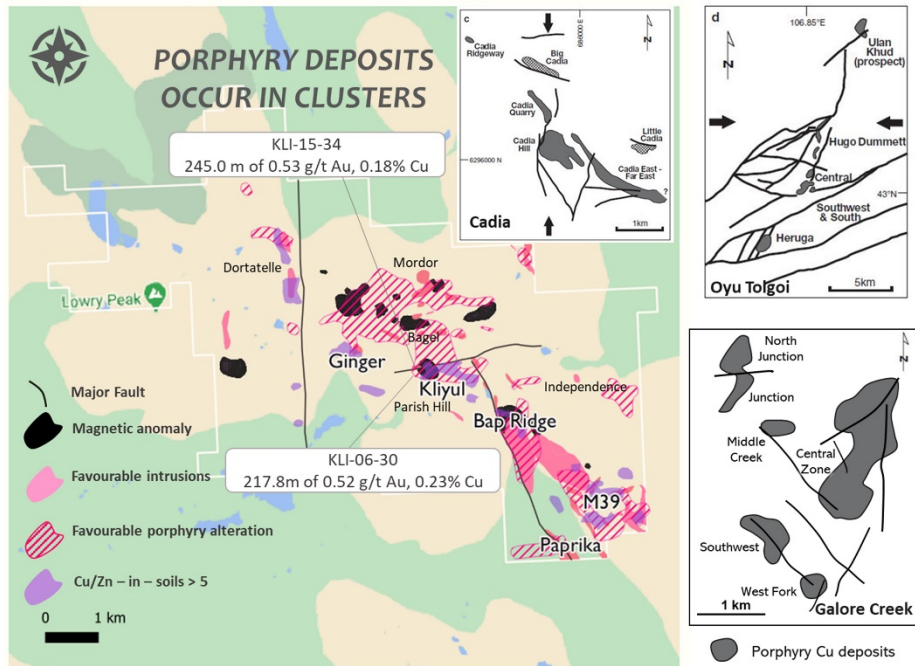 PORPHYRY DEPOSITS
OCCUR IN CLUSTERS
KLI-15-34
245.0 m of 0.53 g/t Au, 0.18% Cu
Dortatelle
Mordor
Lowry Peak
Bagel
Ginger
Kliyul
Parish Hill
Independence
Bap Ridge
KLI-06-30
217.8m of 0.52 g/t Au, 0.23% Cu
M39
Paprika
Major Fault
Magnetic anomaly
Favourable intrusions
Favourable porphyry alteration
Cu/Zn – in – soils > 5
0 1 km
c
696000 E
N
Cadia
Ridgeway
Big
Cadia
Cadia
Quarry
Cadia
Hill
Little
Cadia
6296000 N
Cadia East -
Far East
?
Cadia
1km
d
106.85°E
N
Ulan
Khud
(prospect)
Hugo Dummett
Central
43°N
Southwest
& South
Heruga
Oyu Tolgoi
5km
N
North
Junction
Junction
Middle
Creek
Central
Zone
Southwest
West Fork
1 km
Galore Creek
Porphyry Cu deposits